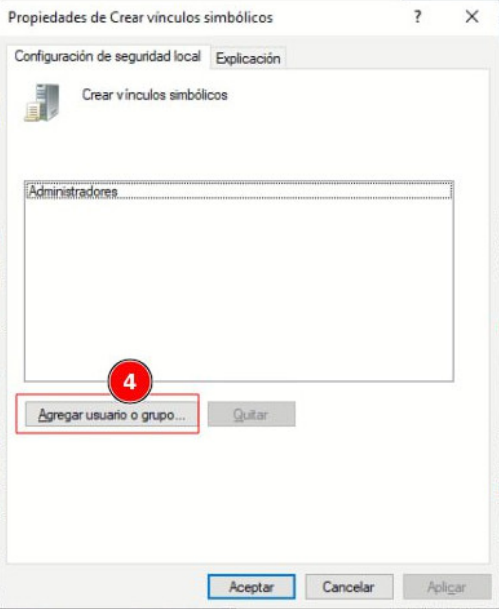 Propiedades de Crear vínculos simbólicos ? X
Configuración de seguridad local Explicación
Crear vínculos simbólicos
Administradores
4
Agregar usuario o grupo... Quitar
Aceptar Cancelar Aplicar